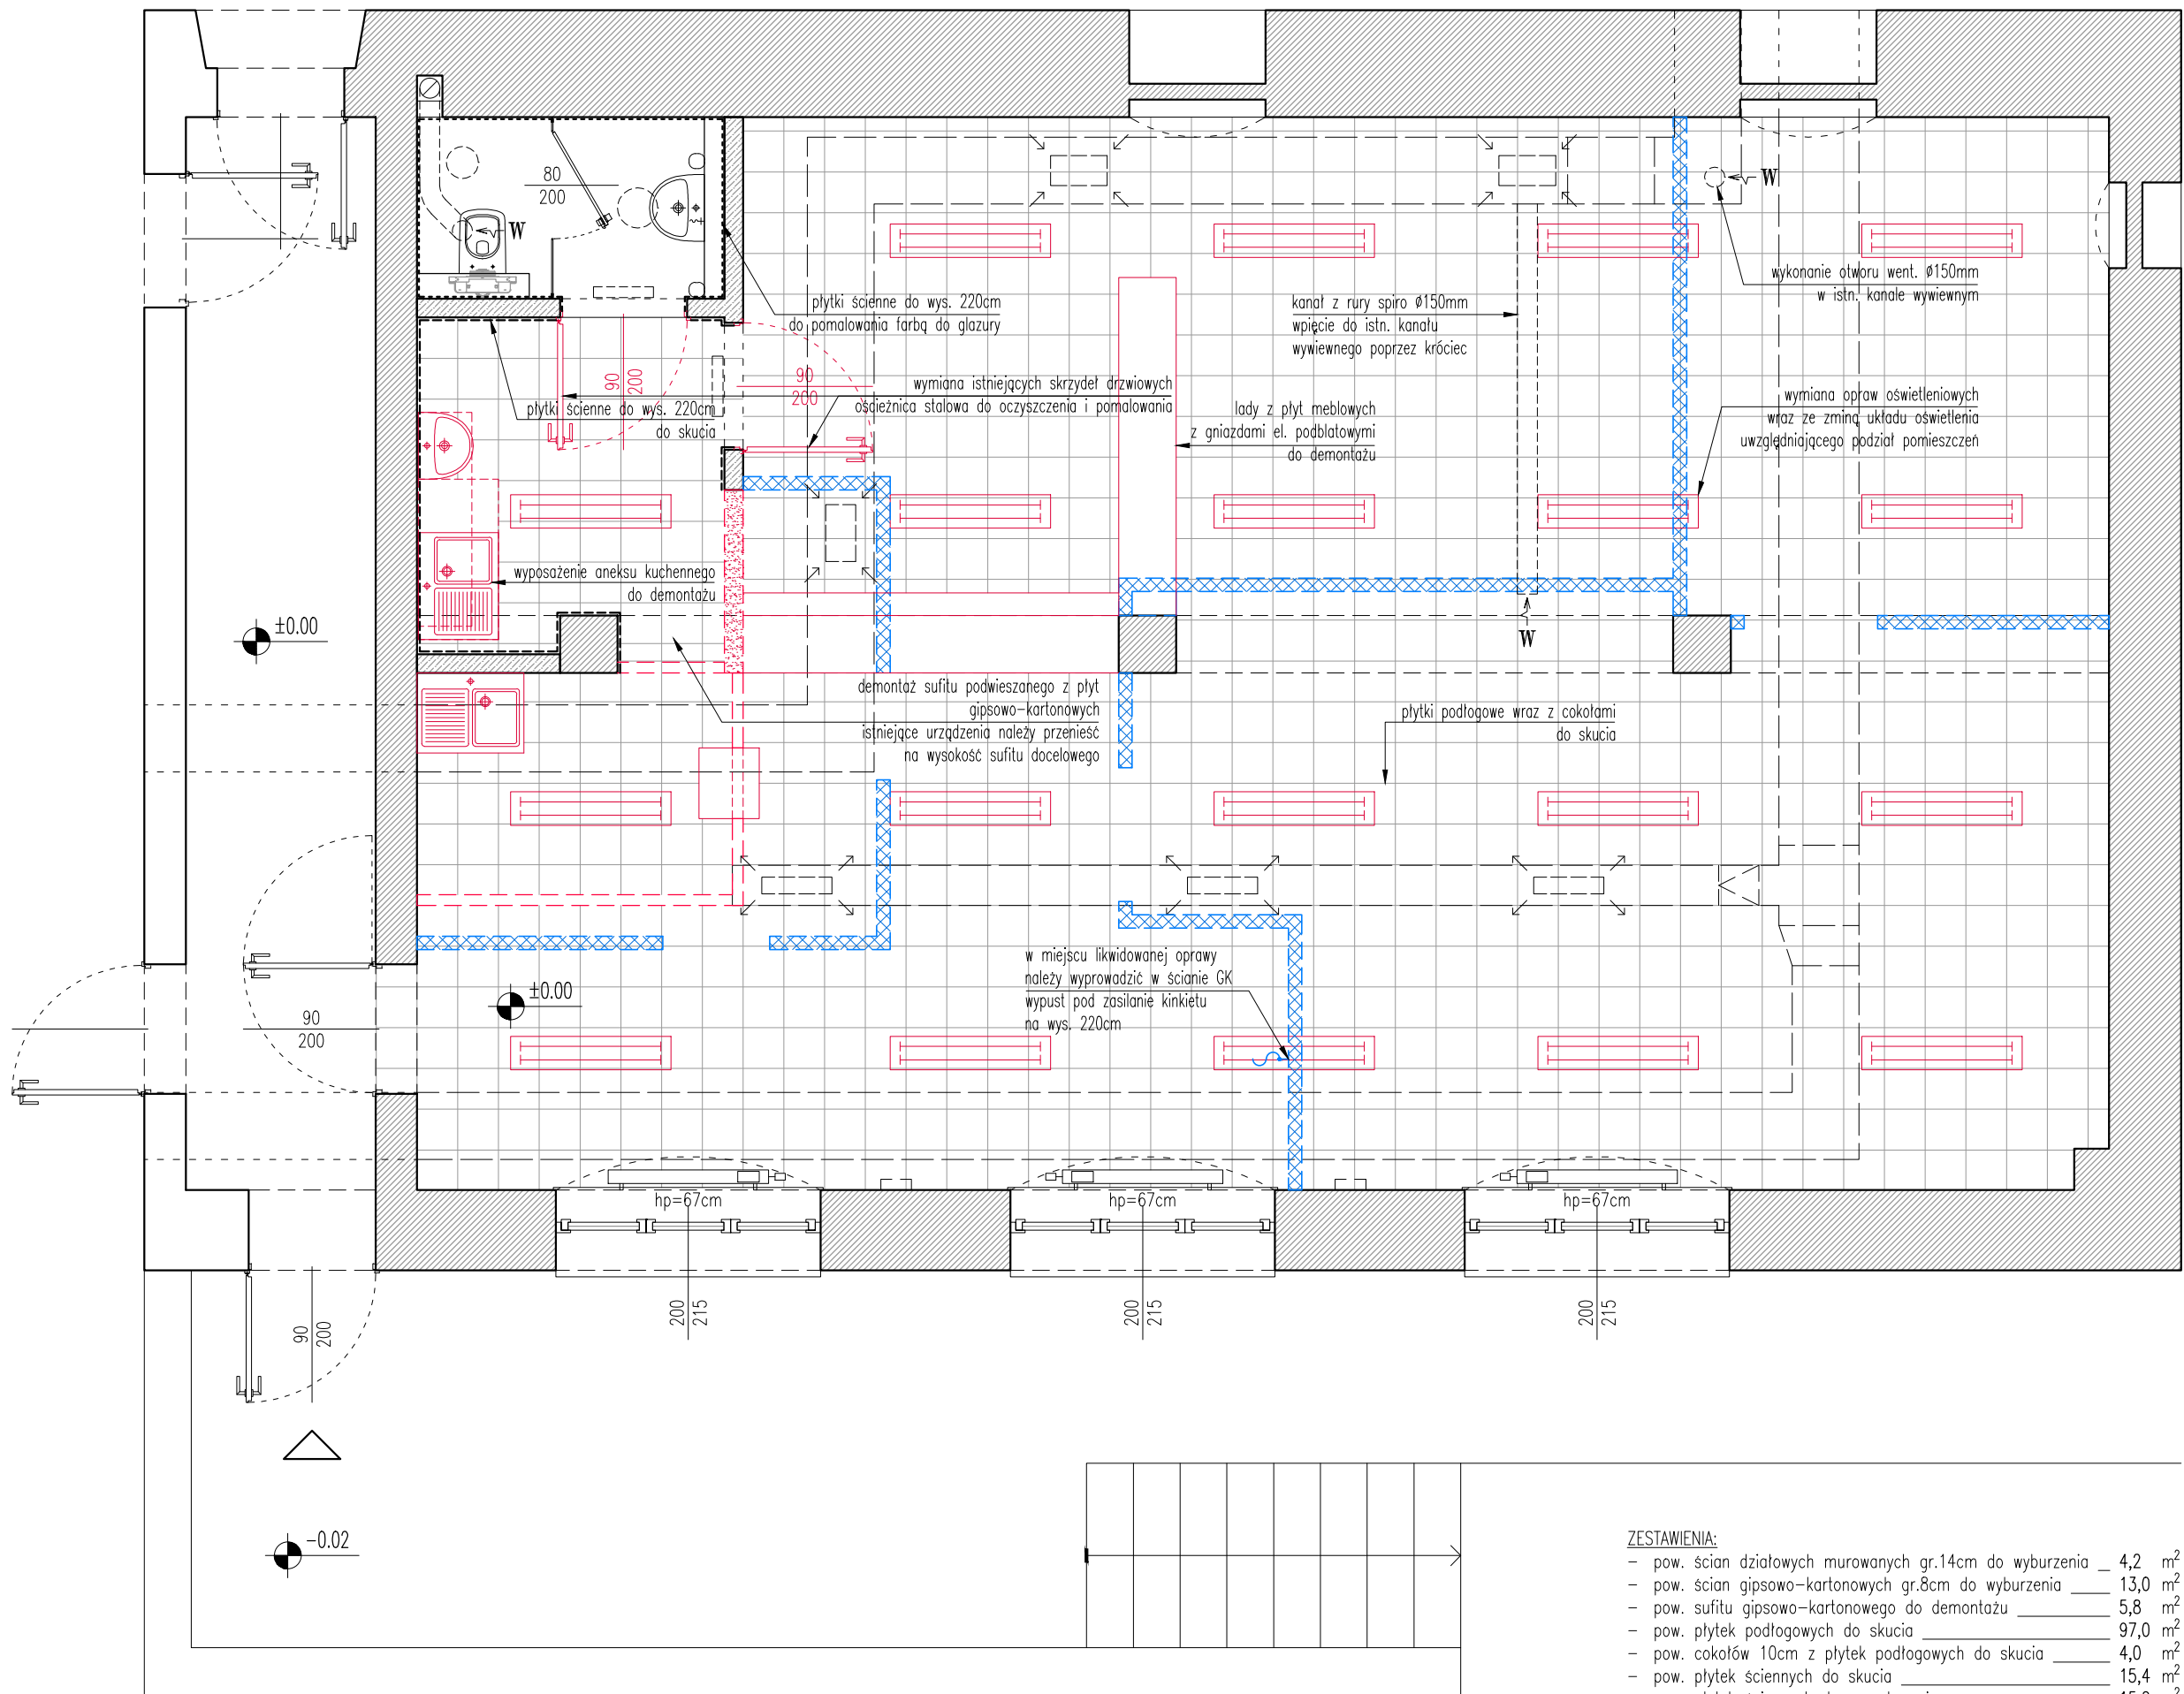 80
200
W
W
płytki ścienne do wys. 220cm
do pomalowania farbą do glazury
kanał z rury spiro Ø150mm
wpięcie do istn. kanału
wywiewnego poprzez króciec
wykonanie otworu went. Ø150mm
w istn. kanale wywiewnym
90
200
90
200
wymiana istniejących skrzydeł drzwiowych
ościeżnica stalowa do oczyszczenia i pomalowania
płytki ścienne do wys. 220cm
do skucia
lady z płyt meblowych
z gniazdami el. podblatowymi
do demontażu
wymiana opraw oświetleniowych
wraz ze zminą układu oświetlenia
uwzględniającego podział pomieszczeń
wyposażenie aneksu kuchennego
do demontażu
±0.00
W
demontaż sufitu podwieszanego z płyt
gipsowo-kartonowych
istniejące urządzenia należy przenieść
na wysokość sufitu docelowego
płytki podłogowe wraz z cokołami
do skucia
w miejscu likwidowanej oprawy
należy wyprowadzić w ścianie GK
wypust pod zasilanie kinkietu
na wys. 220cm
±0.00
90
200
hp=67cm
hp=67cm
hp=67cm
200
215
200
215
200
215
90
200
-0.02
ZESTAWIENIA:
- pow. ścian działowych murowanych gr.14cm do wyburzenia _ 4,2 m²
- pow. ścian gipsowo-kartonowych gr.8cm do wyburzenia ____ 13,0 m²
- pow. sufitu gipsowo-kartonowego do demontażu ____ 5,8 m²
- pow. płytek podłogowych do skucia ____ 97,0 m²
- pow. cokołów 10cm z płytek podłogowych do skucia ____ 4,0 m²
- pow. płytek ściennych do skucia ____ 15,4 m²